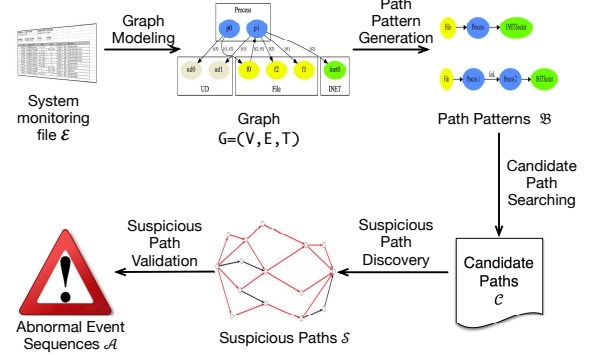 Graph
Modeling
Path
Pattern
Generation
System
monitoring
file ℰ
Process
p0
p1
ud0
ud1
f0
f2
f1
inet0
UD
File
INET
Graph
G=(V,E,T)
File
Process
INETSocket
File
Process 1
fork
Process 2
INETSocket
Path Patterns 𝔅
Candidate
Path
Searching
Suspicious
Path
Validation
Suspicious
Path
Discovery
Candidate
Paths
𝒞
Abnormal Event
Sequences 𝒜
Suspicious Paths 𝒮